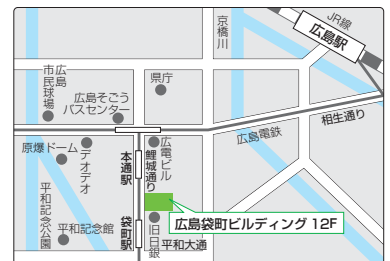 JR線
広島駅
京橋川
広島
市民球場
広島そごう
バスセンター
県庁
相生通り
広島電鉄
原爆ドーム
デオデオ
本通駅
鯉城通り
広電ビル
平和記念公園
平和記念館
袋町駅
旧日銀
平和大通
広島袋町ビルディング 12F